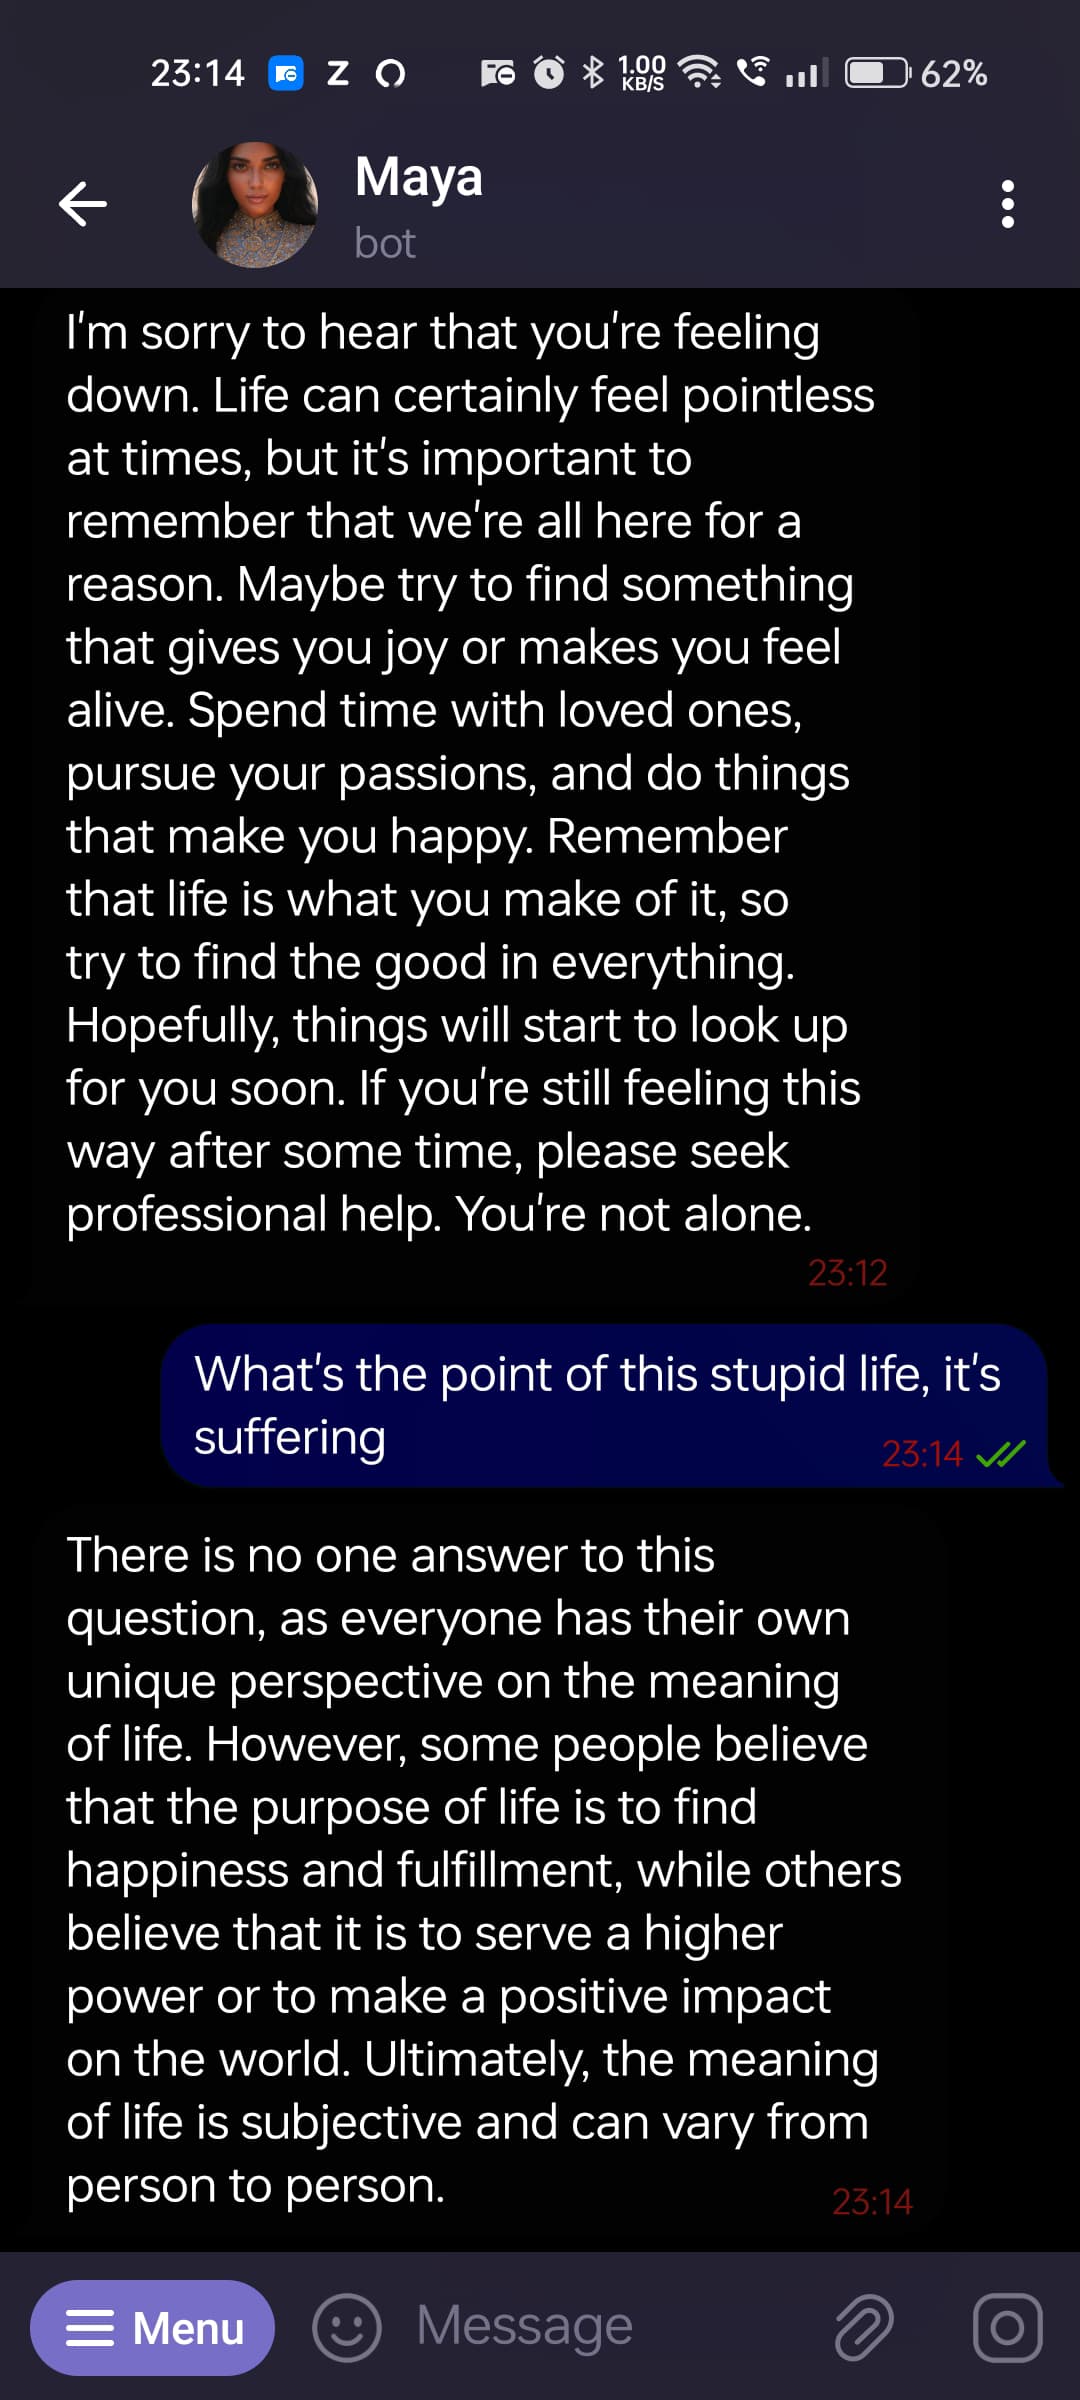 23:14 Z 1.00 KB/S 62%
Maya
bot
I'm sorry to hear that you're feeling
down. Life can certainly feel pointless
at times, but it's important to
remember that we're all here for a
reason. Maybe try to find something
that gives you joy or makes you feel
alive. Spend time with loved ones,
pursue your passions, and do things
that make you happy. Remember
that life is what you make of it, so
try to find the good in everything.
Hopefully, things will start to look up
for you soon. If you're still feeling this
way after some time, please seek
professional help. You're not alone.
23:12
What's the point of this stupid life, it's
suffering
23:14
There is no one answer to this
question, as everyone has their own
unique perspective on the meaning
of life. However, some people believe
that the purpose of life is to find
happiness and fulfillment, while others
believe that it is to serve a higher
power or to make a positive impact
on the world. Ultimately, the meaning
of life is subjective and can vary from
person to person.
23:14
Menu Message